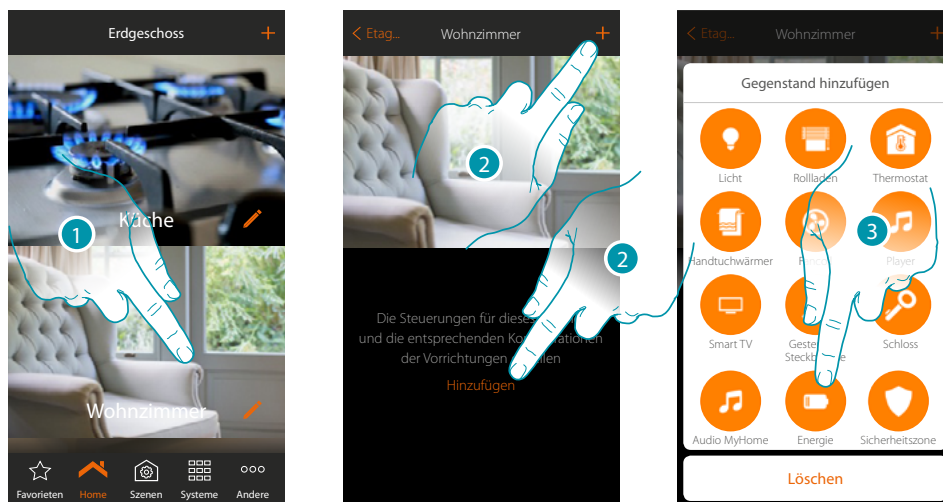 Erdgeschoss
+
Küche
1
Wohnzimmer
Favorieten Home Szenen Systeme Andere
< Etag... Wohnzimmer +
2
2
Die Steuerungen für dieses
und die entsprechenden
der Vorrichtungen
Hinzufügen
< Etag... Wohnzimmer +
Gegenstand hinzufügen
Licht Rollladen Thermostat
3
Handtuchwärmer Player
Smart TV Schloss
Audio MyHome Energie Sicherheitszone
Löschen